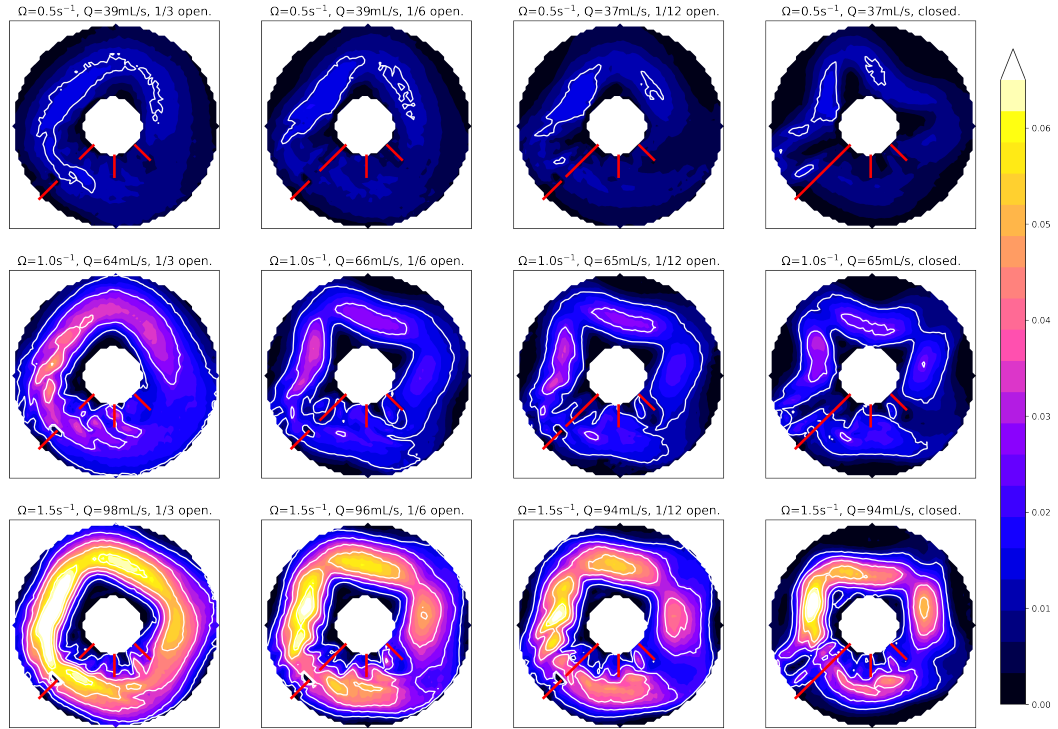 Ω=0.5s⁻¹, Q=39mL/s, 1/3 open.
Ω=0.5s⁻¹, Q=39mL/s, 1/6 open.
Ω=0.5s⁻¹, Q=37mL/s, 1/12 open.
Ω=0.5s⁻¹, Q=37mL/s, closed.
Ω=1.0s⁻¹, Q=64mL/s, 1/3 open.
Ω=1.0s⁻¹, Q=66mL/s, 1/6 open.
Ω=1.0s⁻¹, Q=65mL/s, 1/12 open.
Ω=1.0s⁻¹, Q=65mL/s, closed.
Ω=1.5s⁻¹, Q=98mL/s, 1/3 open.
Ω=1.5s⁻¹, Q=96mL/s, 1/6 open.
Ω=1.5s⁻¹, Q=94mL/s, 1/12 open.
Ω=1.5s⁻¹, Q=94mL/s, closed.
0.06
0.05
0.04
0.03
0.02
0.01
0.00